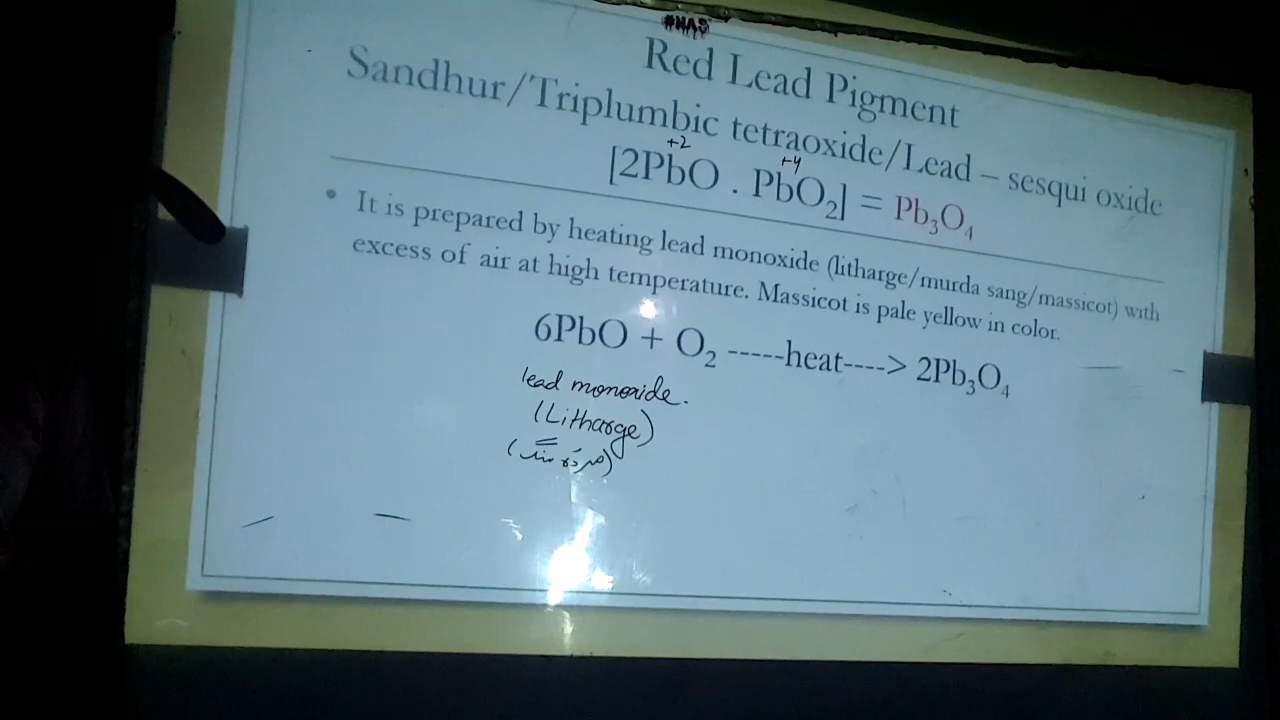 #NAS
Red Lead Pigment
Sandhur/Triplumbic tetraoxide/Lead – sesqui oxide
+2 +4
[2PbO . PbO₂] = Pb₃O₄
• It is prepared by heating lead monoxide (litharge/murda sang/massicot) with
excess of air at high temperature. Massicot is pale yellow in color.
6PbO + O₂ -----heat----> 2Pb₃O₄
lead monoxide.
(Litharge)
(مردہ سنگ)